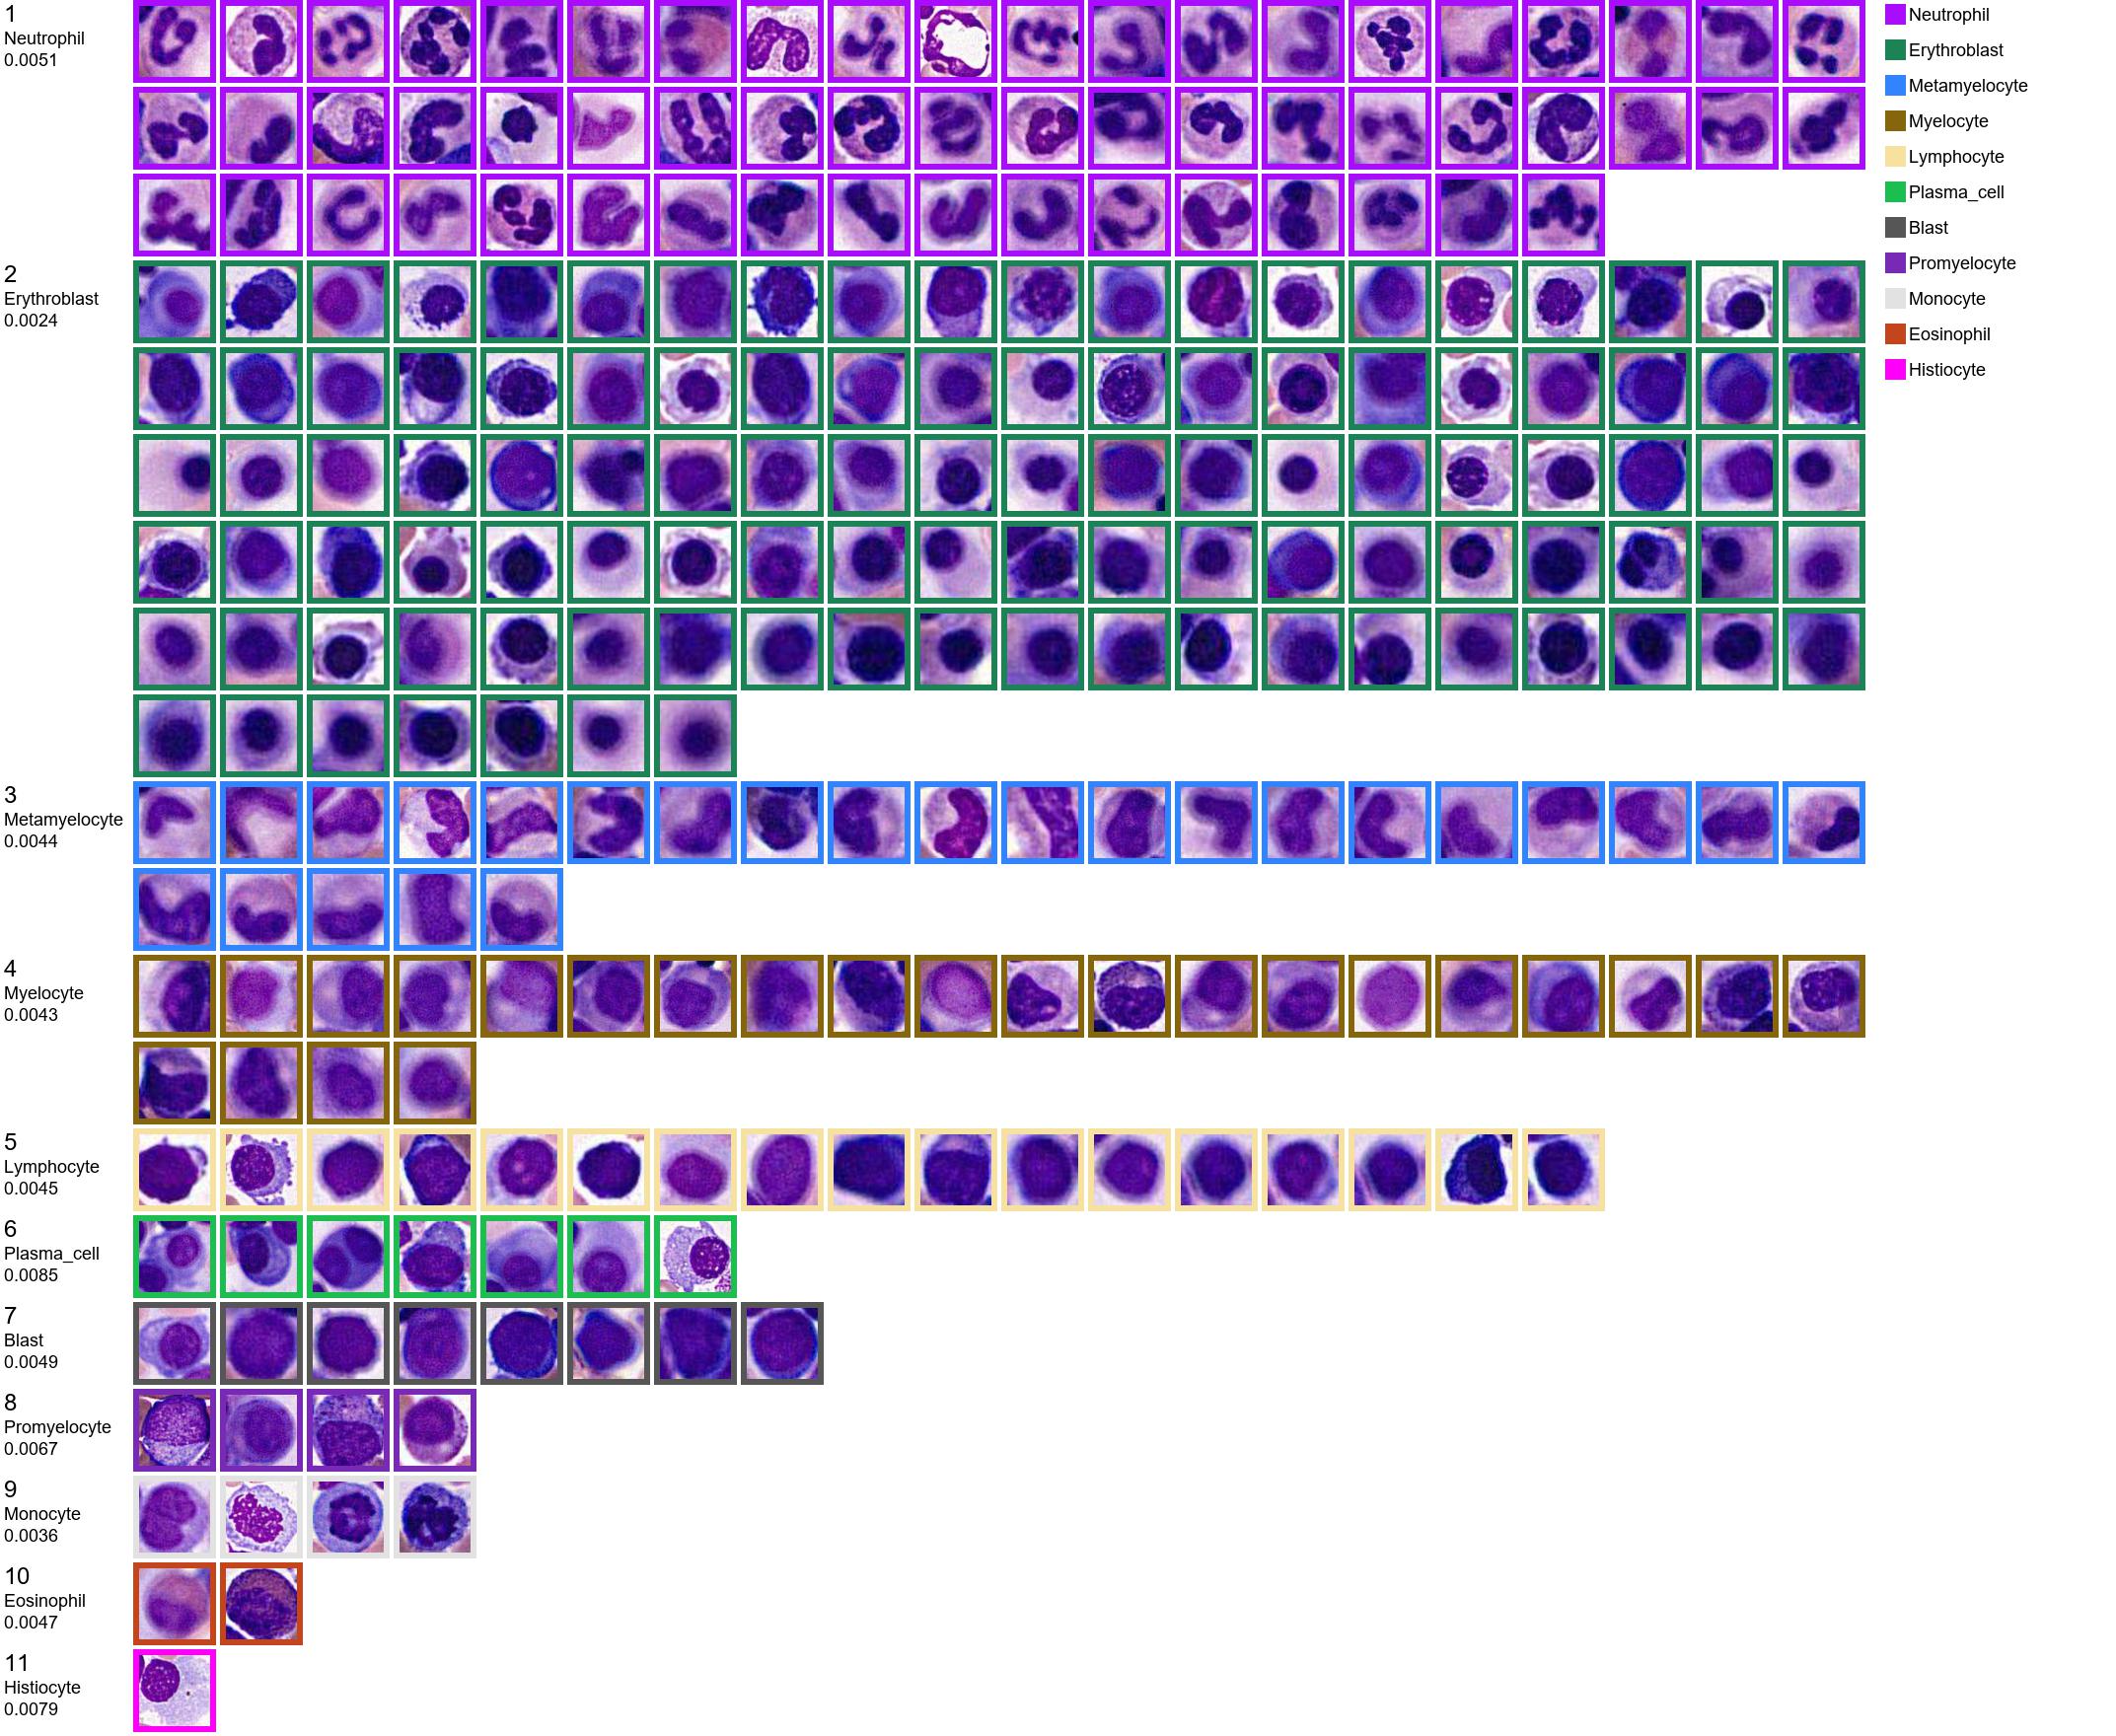 1
Neutrophil
0.0051
2
Erythroblast
0.0024
3
Metamyelocyte
0.0044
4
Myelocyte
0.0043
5
Lymphocyte
0.0045
6
Plasma_cell
0.0085
7
Blast
0.0049
8
Promyelocyte
0.0067
9
Monocyte
0.0036
10
Eosinophil
0.0047
11
Histiocyte
0.0079
Neutrophil
Erythroblast
Metamyelocyte
Myelocyte
Lymphocyte
Plasma_cell
Blast
Promyelocyte
Monocyte
Eosinophil
Histiocyte